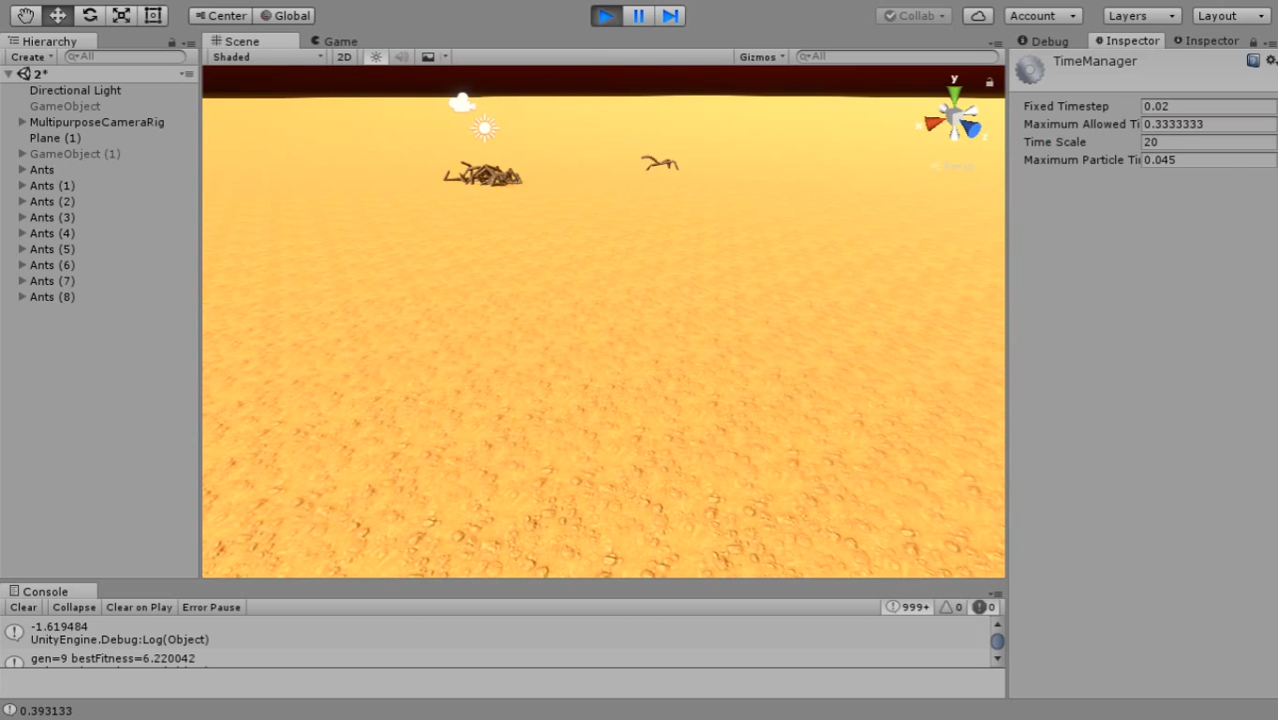 Center Global Collab Account Layers Layout
Hierarchy Scene Game Debug Inspector Inspector
Create All Shaded 2D Gizmos All TimeManager
2*
Directional Light
GameObject
MultipurposeCameraRig
Plane (1)
GameObject (1)
Ants
Ants (1)
Ants (2)
Ants (3)
Ants (4)
Ants (5)
Ants (6)
Ants (7)
Ants (8)
y
Fixed Timestep 0.02
Maximum Allowed Ti 0.3333333
Time Scale 20
Maximum Particle Ti 0.045
Console
Clear Collapse Clear on Play Error Pause 999+ 0 0
-1.619484
UnityEngine.Debug:Log(Object)
gen=9 bestFitness=6.220042
0.393133